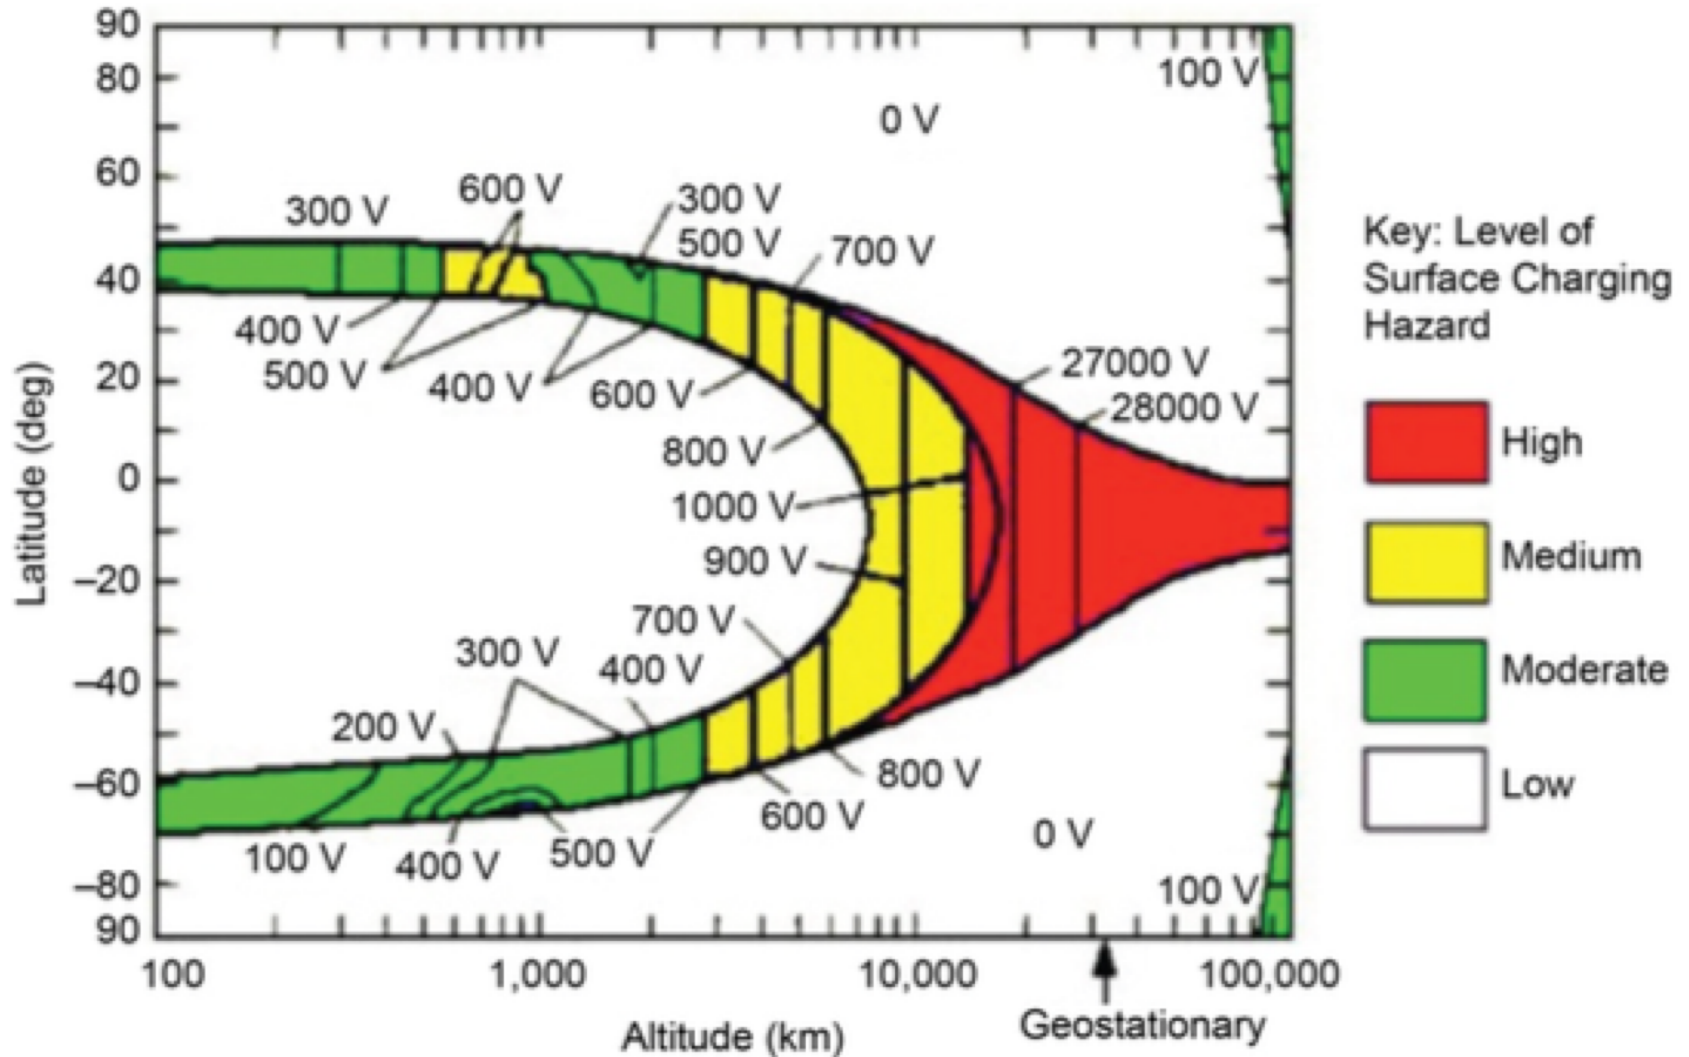 90
80
60
40
20
0
–20
–40
–60
–80
90
Latitude (deg)
100 V
0 V
600 V
300 V
300 V
500 V
700 V
400 V
500 V
400 V
600 V
27000 V
28000 V
800 V
1000 V
900 V
700 V
300 V
400 V
200 V
800 V
600 V
100 V
400 V
500 V
0 V
100 V
100
1,000
10,000
100,000
Geostationary
Altitude (km)
Key: Level of
Surface Charging
Hazard
High
Medium
Moderate
Low